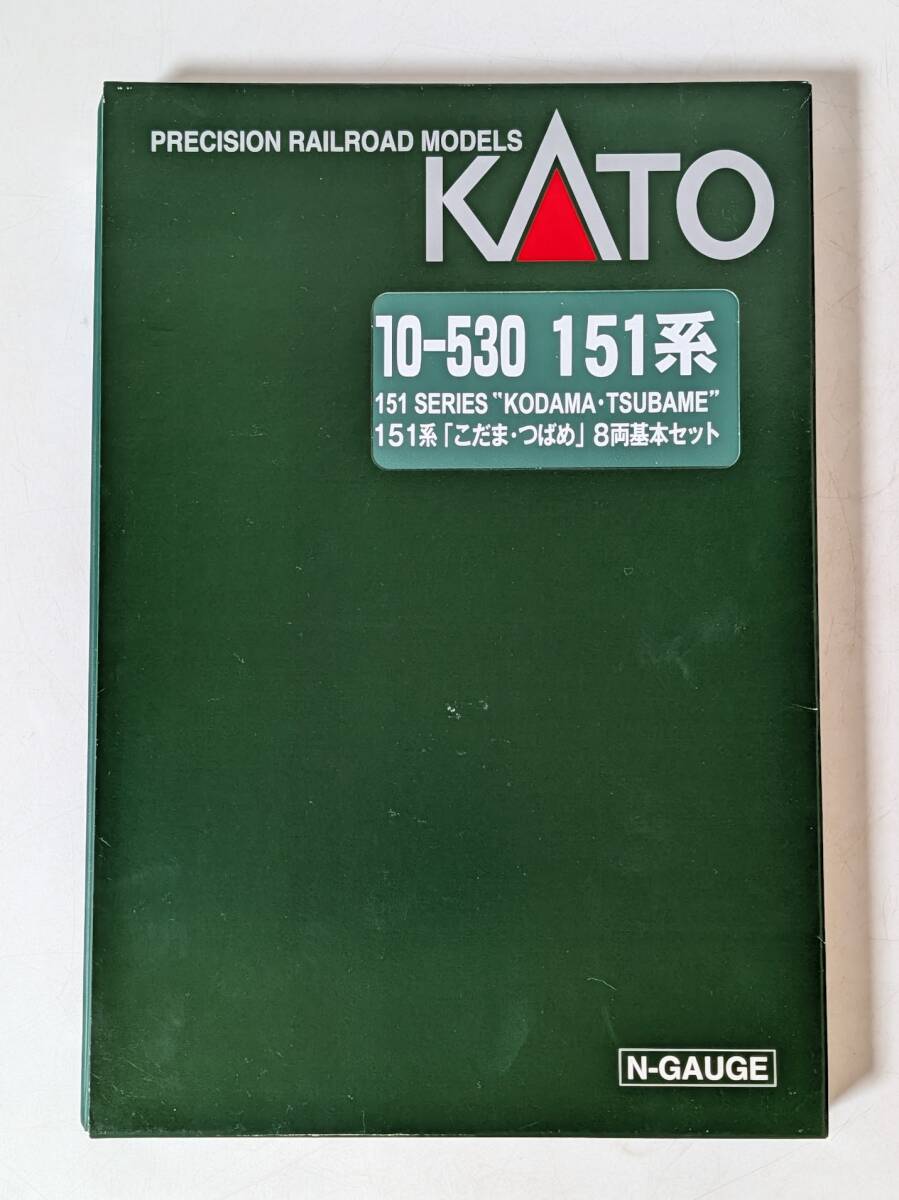 PRECISION RAILROAD MODELS
KATO
10-530 151系
151 SERIES "KODAMA・TSUBAME"
151系「こだま・つばめ」8両基本セット
N-GAUGE